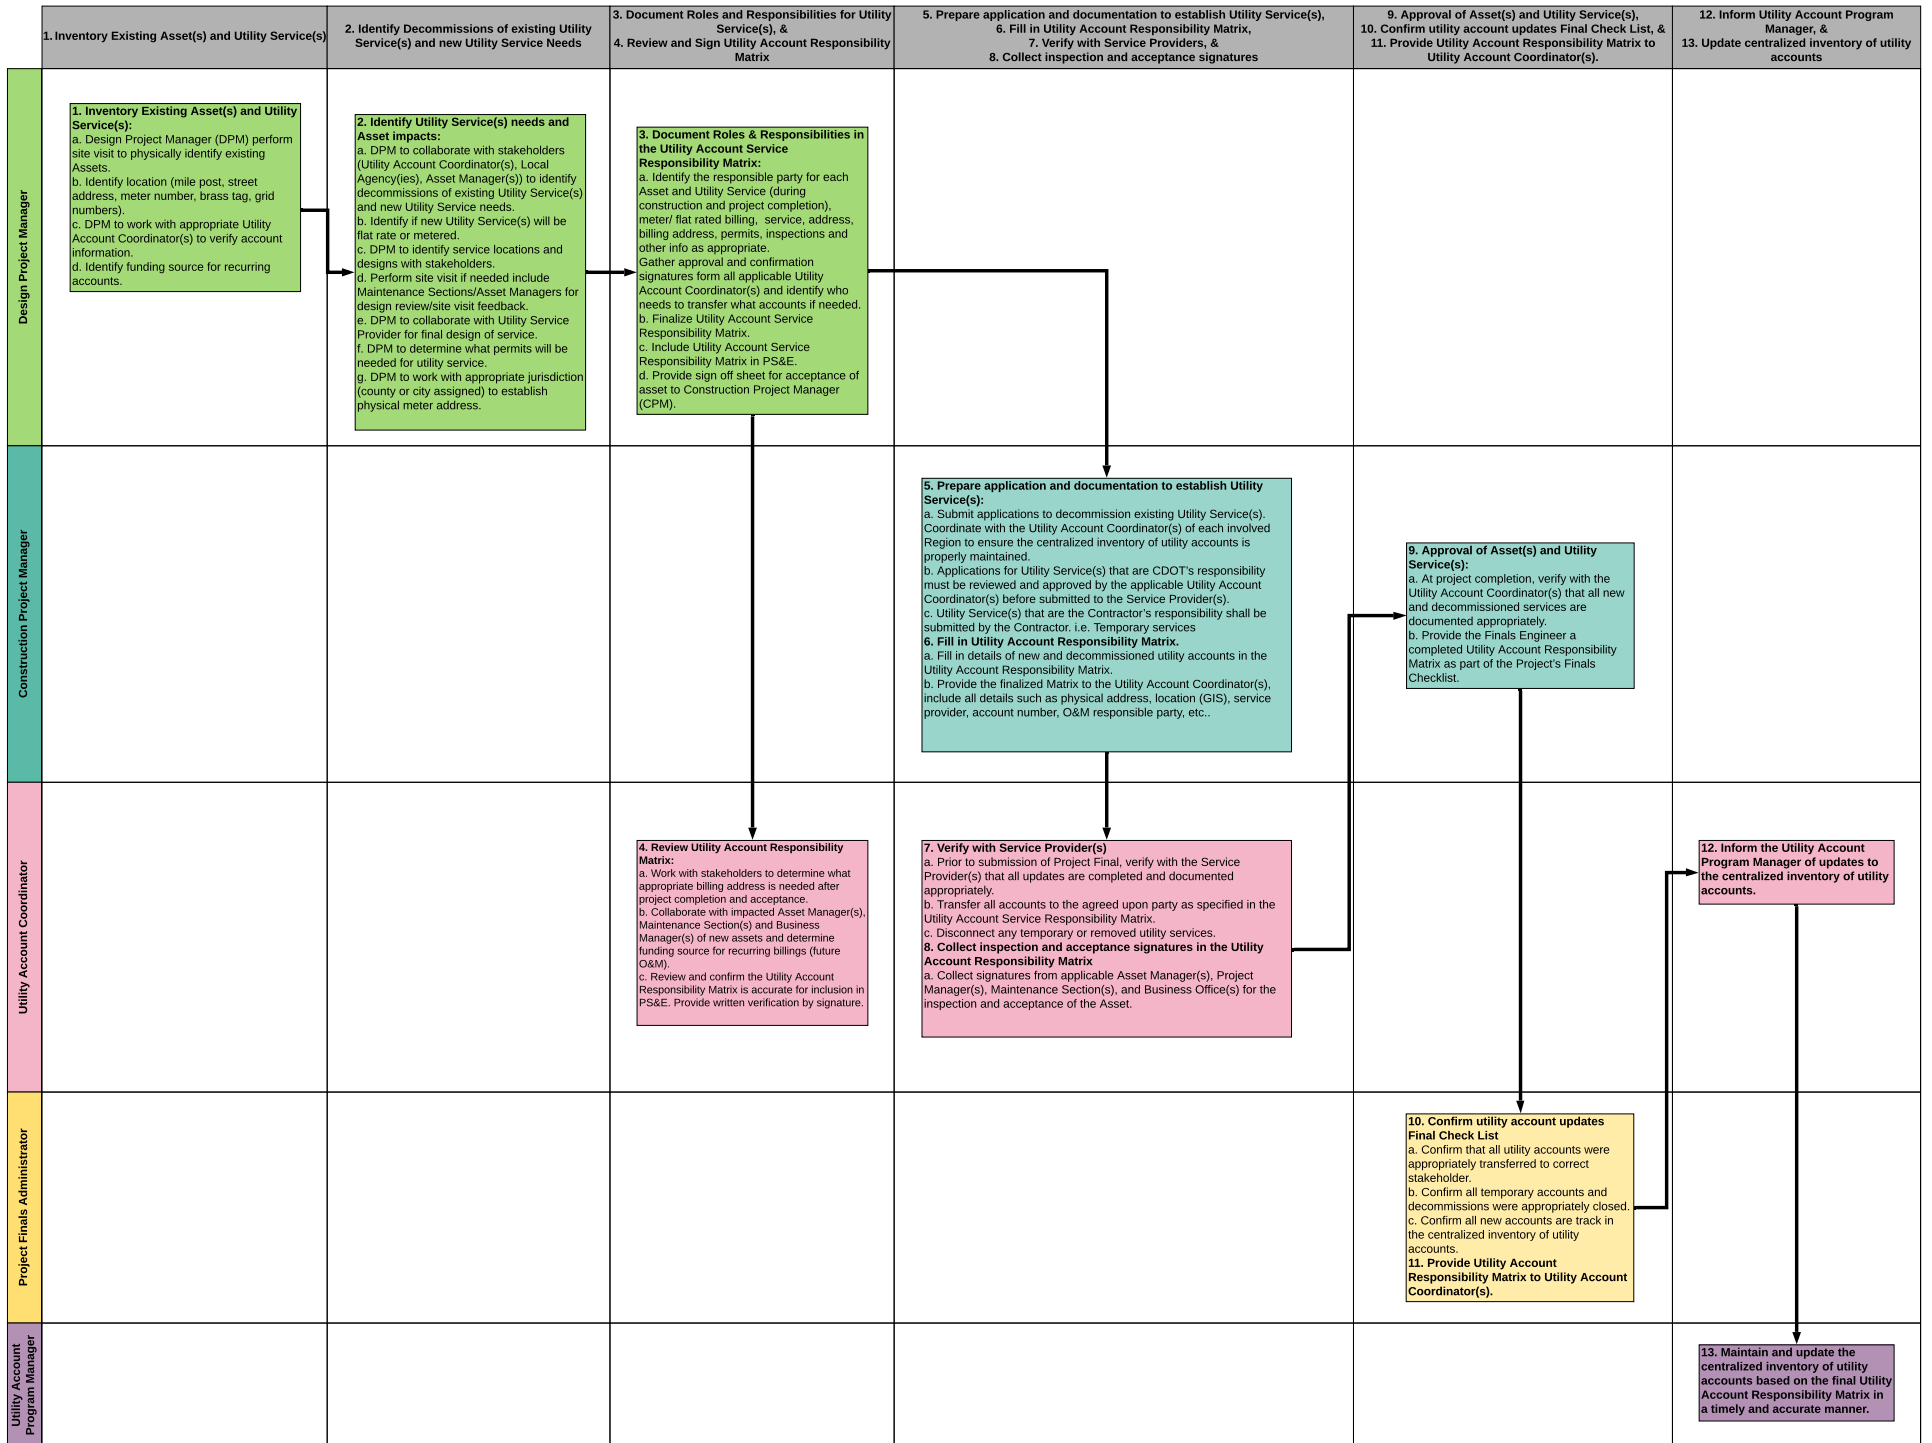 1. Inventory Existing Asset(s) and Utility Service(s)
2. Identify Decommissions of existing Utility
Service(s) and new Utility Service Needs
3. Document Roles and Responsibilities for Utility
Service(s), &
4. Review and Sign Utility Account Responsibility
Matrix
5. Prepare application and documentation to establish Utility Service(s),
6. Fill in Utility Account Responsibility Matrix,
7. Verify with Service Providers, &
8. Collect inspection and acceptance signatures
9. Approval of Asset(s) and Utility Service(s),
10. Confirm utility account updates Final Check List, &
11. Provide Utility Account Responsibility Matrix to
Utility Account Coordinator(s).
12. Inform Utility Account Program
Manager, &
13. Update centralized inventory of utility
accounts
Design Project Manager
1. Inventory Existing Asset(s) and Utility
Service(s):
a. Design Project Manager (DPM) perform
site visit to physically identify existing
Assets.
b. Identify location (mile post, street
address, meter number, brass tag, grid
numbers).
c. DPM to work with appropriate Utility
Account Coordinator(s) to verify account
information.
d. Identify funding source for recurring
accounts.
2. Identify Utility Service(s) needs and
Asset impacts:
a. DPM to collaborate with stakeholders
(Utility Account Coordinator(s), Local
Agency(ies), Asset Manager(s)) to identify
decommissions of existing Utility Service(s)
and new Utility Service needs.
b. Identify if new Utility Service(s) will be
flat rate or metered.
c. DPM to identify service locations and
designs with stakeholders.
d. Perform site visit if needed include
Maintenance Sections/Asset Managers for
design review/site visit feedback.
e. DPM to collaborate with Utility Service
Provider for final design of service.
f. DPM to determine what permits will be
needed for utility service.
g. DPM to work with appropriate jurisdiction
(county or city assigned) to establish
physical meter address.
3. Document Roles & Responsibilities in
the Utility Account Service
Responsibility Matrix:
a. Identify the responsible party for each
Asset and Utility Service (during
construction and project completion),
meter/ flat rated billing, service, address,
billing address, permits, inspections and
other info as appropriate.
Gather approval and confirmation
signatures form all applicable Utility
Account Coordinator(s) and identify who
needs to transfer what accounts if needed.
b. Finalize Utility Account Service
Responsibility Matrix.
c. Include Utility Account Service
Responsibility Matrix in PS&E.
d. Provide sign off sheet for acceptance of
asset to Construction Project Manager
(CPM).
Construction Project Manager
5. Prepare application and documentation to establish Utility
Service(s):
a. Submit applications to decommission existing Utility Service(s).
Coordinate with the Utility Account Coordinator(s) of each involved
Region to ensure the centralized inventory of utility accounts is
properly maintained.
b. Applications for Utility Service(s) that are CDOT's responsibility
must be reviewed and approved by the applicable Utility Account
Coordinator(s) before submitted to the Service Provider(s).
c. Utility Service(s) that are the Contractor's responsibility shall be
submitted by the Contractor. i.e. Temporary services
6. Fill in Utility Account Responsibility Matrix.
a. Fill in details of new and decommissioned utility accounts in the
Utility Account Responsibility Matrix.
b. Provide the finalized Matrix to the Utility Account Coordinator(s),
include all details such as physical address, location (GIS), service
provider, account number, O&M responsible party, etc..
9. Approval of Asset(s) and Utility
Service(s):
a. At project completion, verify with the
Utility Account Coordinator(s) that all new
and decommissioned services are
documented appropriately.
b. Provide the Finals Engineer a
completed Utility Account Responsibility
Matrix as part of the Project's Finals
Checklist.
Utility Account Coordinator
4. Review Utility Account Responsibility
Matrix:
a. Work with stakeholders to determine what
appropriate billing address is needed after
project completion and acceptance.
b. Collaborate with impacted Asset Manager(s),
Maintenance Section(s) and Business
Manager(s) of new assets and determine
funding source for recurring billings (future
O&M).
c. Review and confirm the Utility Account
Responsibility Matrix is accurate for inclusion in
PS&E. Provide written verification by signature.
7. Verify with Service Provider(s)
a. Prior to submission of Project Final, verify with the Service
Provider(s) that all updates are completed and documented
appropriately.
b. Transfer all accounts to the agreed upon party as specified in the
Utility Account Service Responsibility Matrix.
c. Disconnect any temporary or removed utility services.
8. Collect inspection and acceptance signatures in the Utility
Account Responsibility Matrix
a. Collect signatures from applicable Asset Manager(s), Project
Manager(s), Maintenance Section(s), and Business Office(s) for the
inspection and acceptance of the Asset.
12. Inform the Utility Account
Program Manager of updates to
the centralized inventory of utility
accounts.
Project Finals Administrator
10. Confirm utility account updates
Final Check List
a. Confirm that all utility accounts were
appropriately transferred to correct
stakeholder.
b. Confirm all temporary accounts and
decommissions were appropriately closed.
c. Confirm all new accounts are track in
the centralized inventory of utility
accounts.
11. Provide Utility Account
Responsibility Matrix to Utility Account
Coordinator(s).
Utility Account
Program Manager
13. Maintain and update the
centralized inventory of utility
accounts based on the final Utility
Account Responsibility Matrix in
a timely and accurate manner.